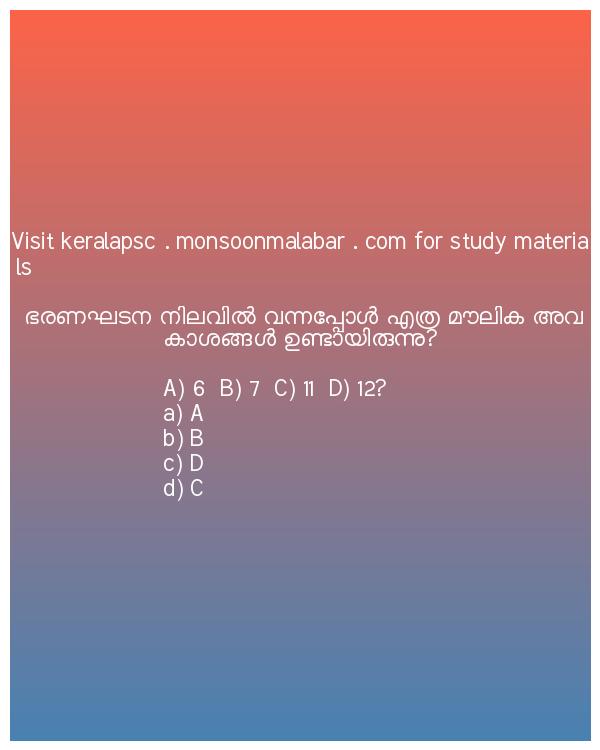 Visit keralapsc . monsoonmalabar . com for study materia
ls
ഭരണഘടന നിലവിൽ വന്നപ്പോൾ എത്ര മൗലിക അവ
കാശങ്ങൾ ഉണ്ടായിരുന്നു?
A) 6 B) 7 C) 11 D) 12?
a) A
b) B
c) D
d) C